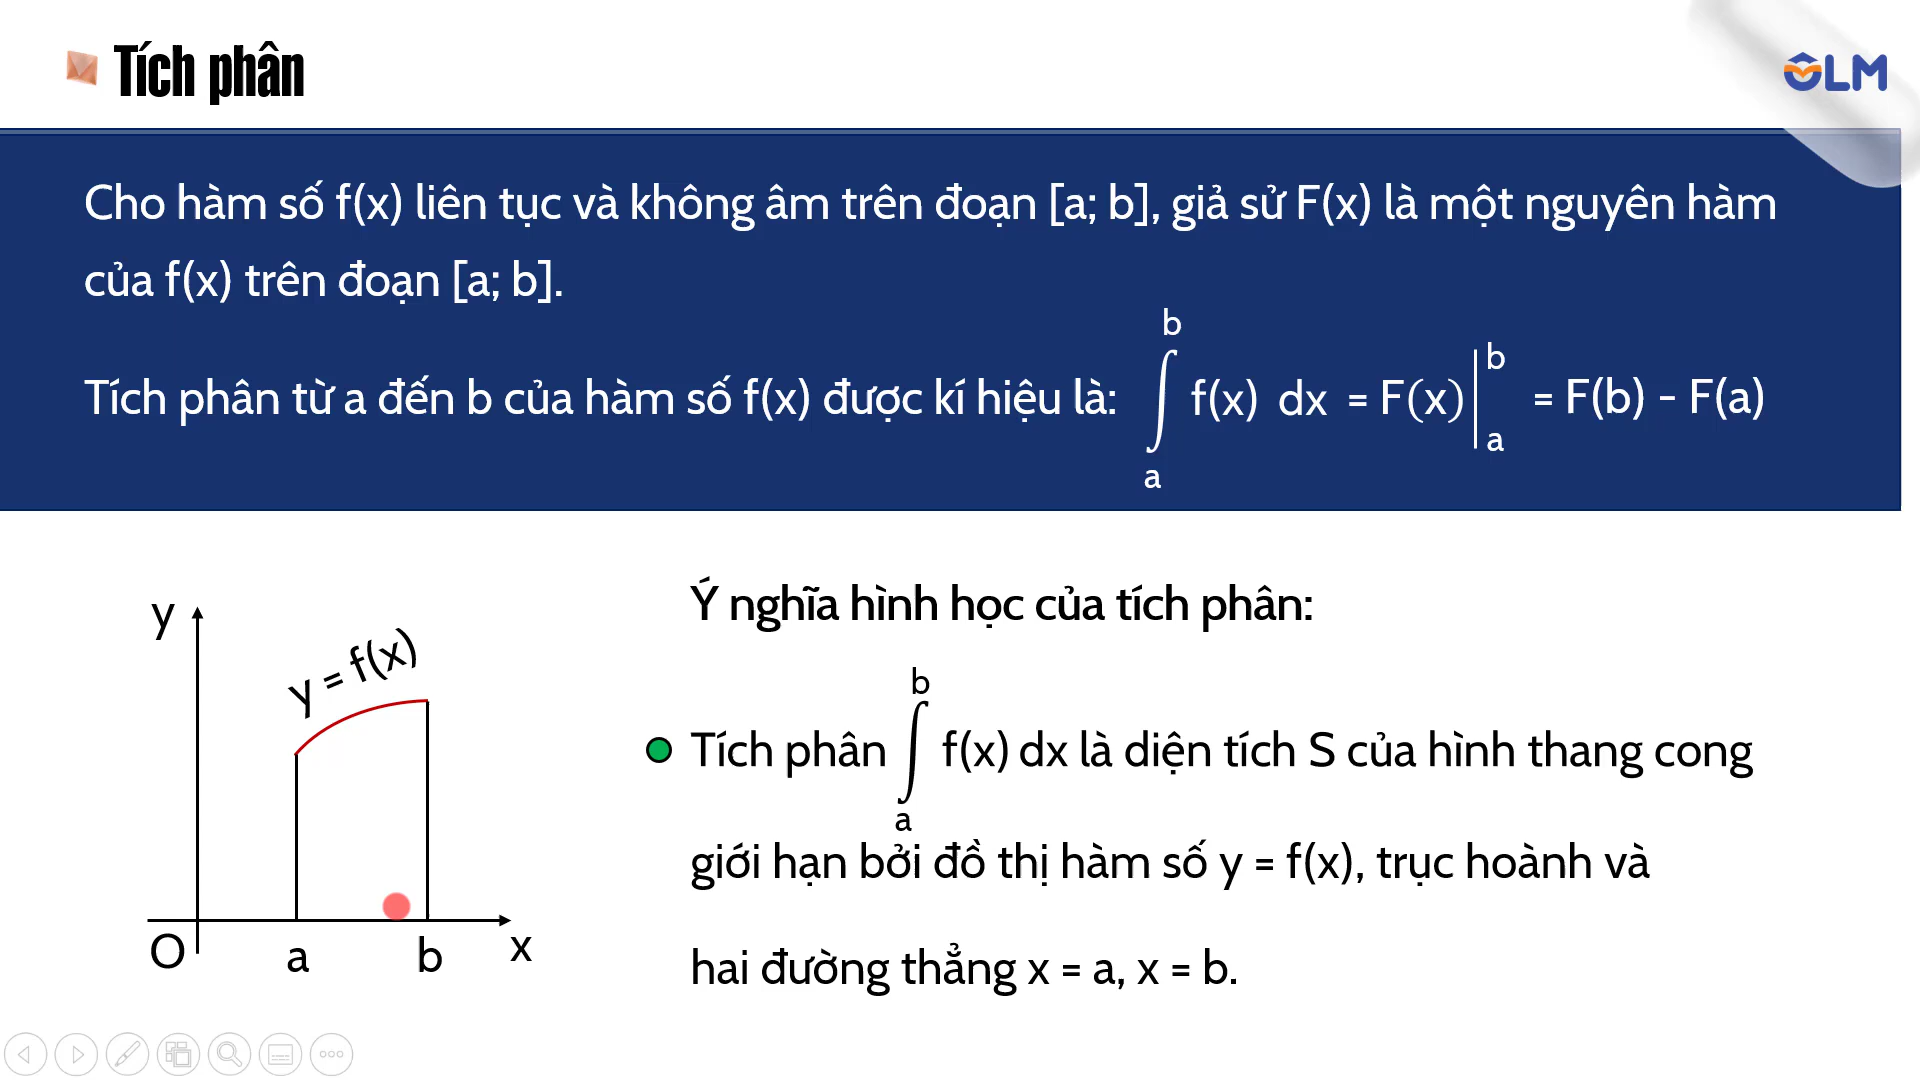 Tích phân
OLM
Cho hàm số f(x) liên tục và không âm trên đoạn [a; b], giả sử F(x) là một nguyên hàm
của f(x) trên đoạn [a; b].
Tích phân từ a đến b của hàm số f(x) được kí hiệu là: ∫ₐᵇ f(x) dx = F(x)|ₐᵇ = F(b) - F(a)
y
y = f(x)
O a b x
Ý nghĩa hình học của tích phân:
Tích phân ∫ₐᵇ f(x) dx là diện tích S của hình thang cong
giới hạn bởi đồ thị hàm số y = f(x), trục hoành và
hai đường thẳng x = a, x = b.